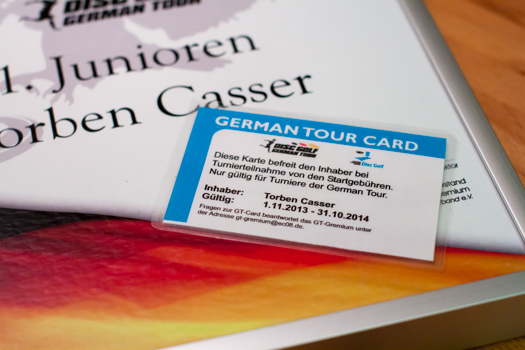 DISC GOLF
GERMAN TOUR
1. Junioren
orben Casser
GERMAN TOUR CARD
DISC GOLF
GERMAN TOUR
Disc Golf
Diese Karte befreit den Inhaber bei
Turnierteilnahme von den Startgebühren.
Nur gültig für Turniere der German Tour.
Inhaber: Torben Casser
Gültig: 1.11.2013 - 31.10.2014
Fragen zur GT-Card beantwortet das GT-Gremium unter
der Adresse gt-gremium@ec08.de.